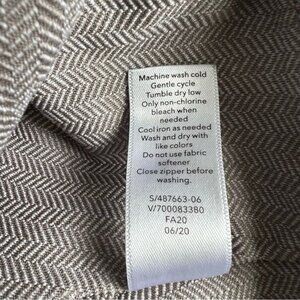 Machine wash cold
Gentle cycle
Tumble dry low
Only non-chlorine
bleach when
needed
Cool iron as needed
Wash and dry with
like colors
Do not use fabric
softener
Close zipper before
washing.
S/487663-06
V/700083380
FA20
06/20